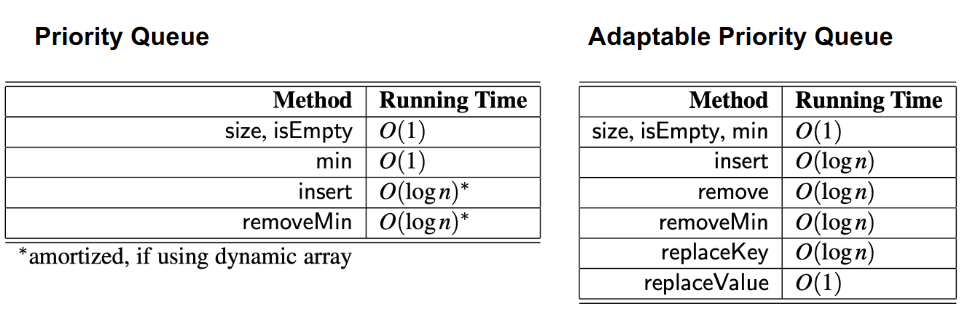 Priority Queue
Method Running Time
size, isEmpty O(1)
min O(1)
insert O(log n)*
removeMin O(log n)*
*amortized, if using dynamic array
Adaptable Priority Queue
Method Running Time
size, isEmpty, min O(1)
insert O(log n)
remove O(log n)
removeMin O(log n)
replaceKey O(log n)
replaceValue O(1)